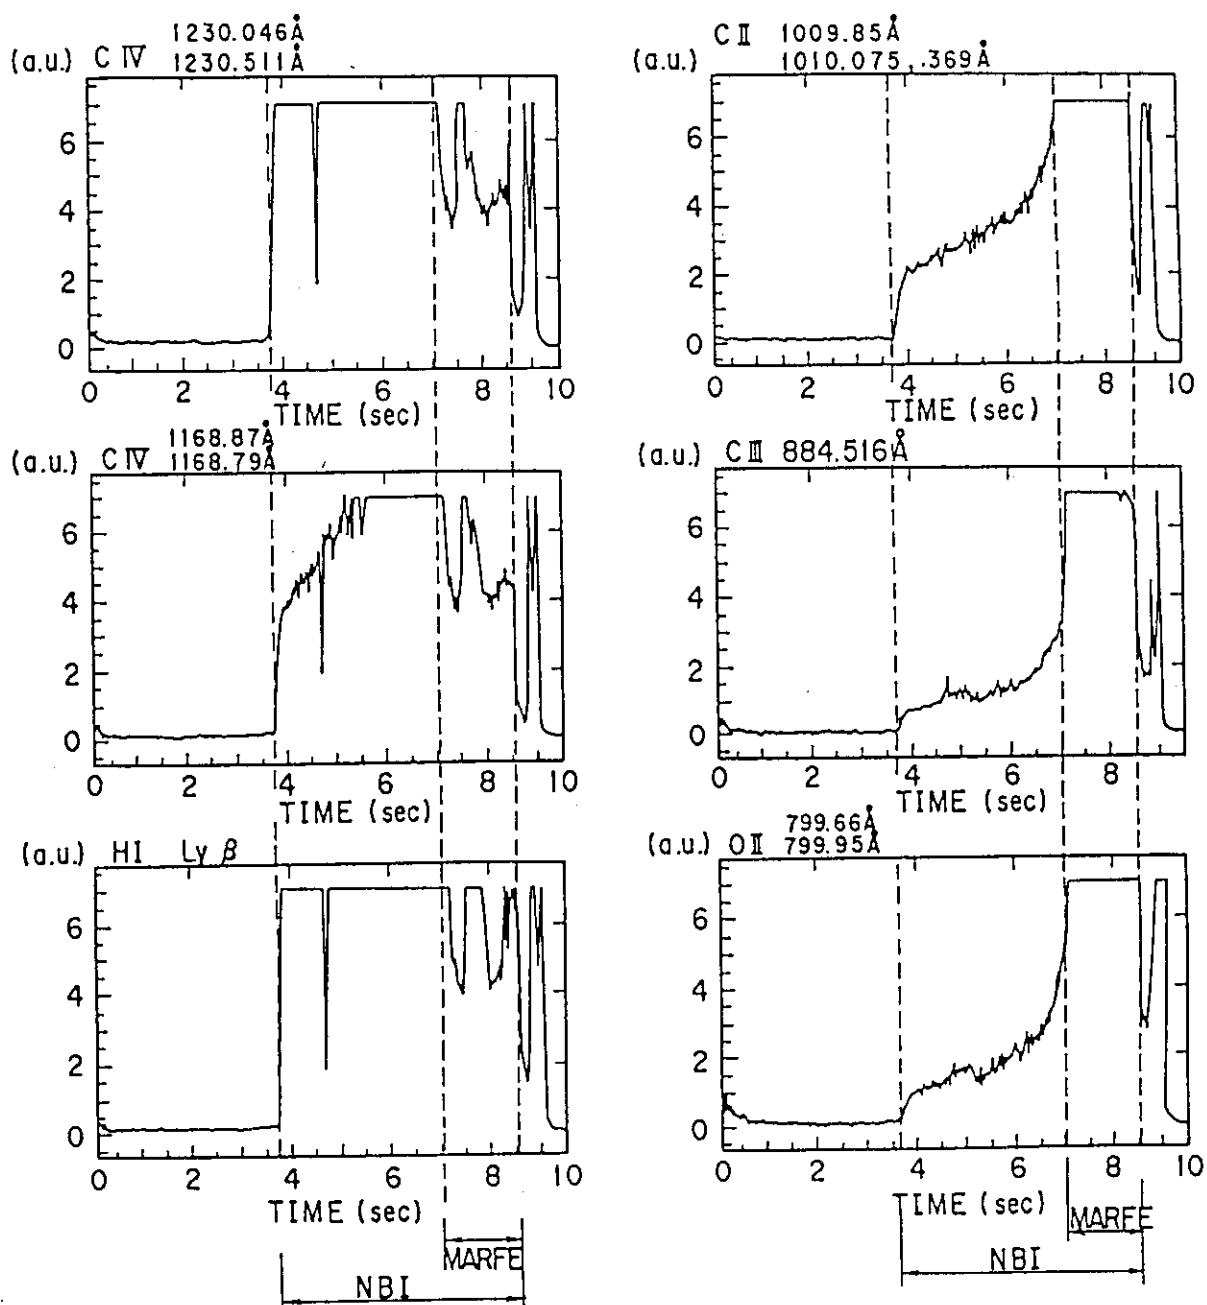 1230.046Å
(a.u.) C IV 1230.511Å
6
4
2
0
0 2 4 6 8 10
TIME (sec)
C II 1009.85Å
(a.u.) 1010.075, .369Å
6
4
2
0
0 2 4 6 8 10
TIME (sec)
1168.87Å
(a.u.) C IV 1168.79Å
6
4
2
0
0 2 4 6 8 10
TIME (sec)
(a.u.) C III 884.516Å
6
4
2
0
0 2 4 6 8
TIME (sec)
(a.u.) HI Ly β
6
4
2
0
0 2 4 6 8 10
TIME (sec)
MARFE
NBI
799.66Å
(a.u.) O II 799.95Å
6
4
2
0
0 2 4 6 8 10
TIME (sec)
MARFE
NBI